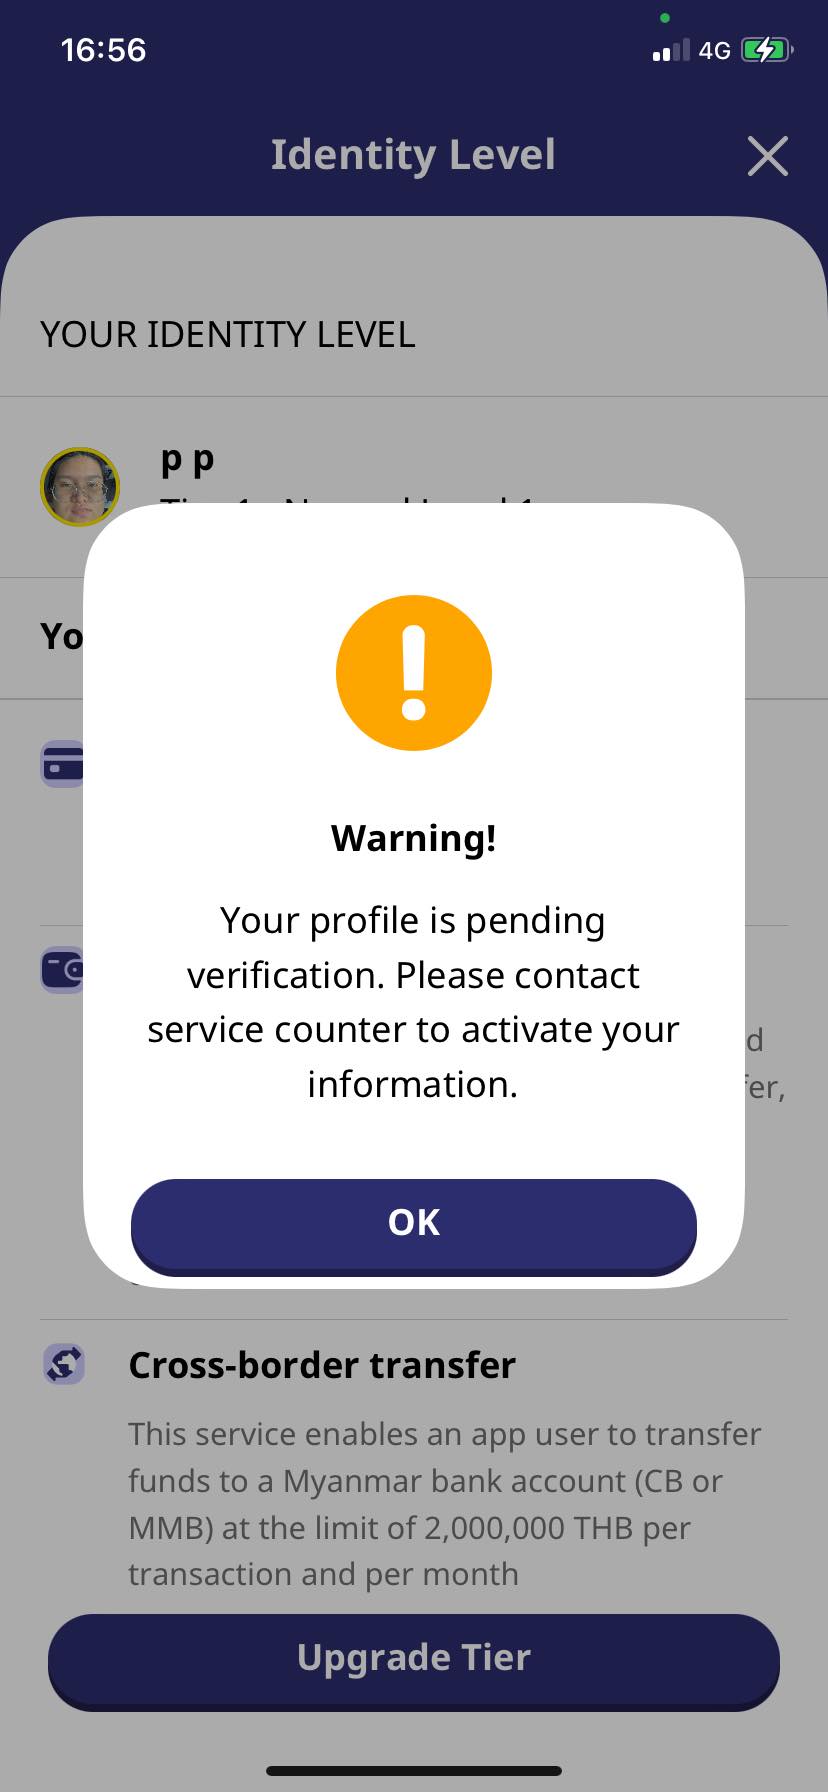 16:56
4G
Identity Level
YOUR IDENTITY LEVEL
p p
Yo
Warning!
Your profile is pending
verification. Please contact
service counter to activate your
information.
d
fer,
OK
Cross-border transfer
This service enables an app user to transfer
funds to a Myanmar bank account (CB or
MMB) at the limit of 2,000,000 THB per
transaction and per month
Upgrade Tier